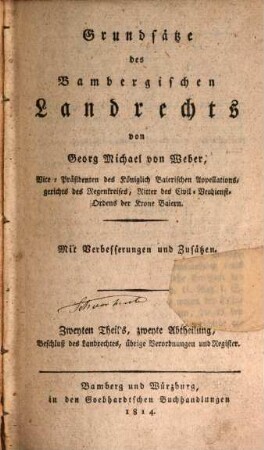 Grundsätze
des
Bambergischen
Landrechts
von
Georg Michael von Weber,
Vice-Präsidenten des Königlich Baierischen Appellations-
gerichts des Regenkreises, Ritter des Civil-Verdienst-
Ordens der Krone Baiern.
Mit Verbesserungen und Zusätzen.
Zweyten Theil's, zweyte Abtheilung,
Beschluß des Landrechtes, übrige Verordnungen und Register.
Bamberg und Würzburg,
in den Goebhardtschen Buchhandlungen
1814.